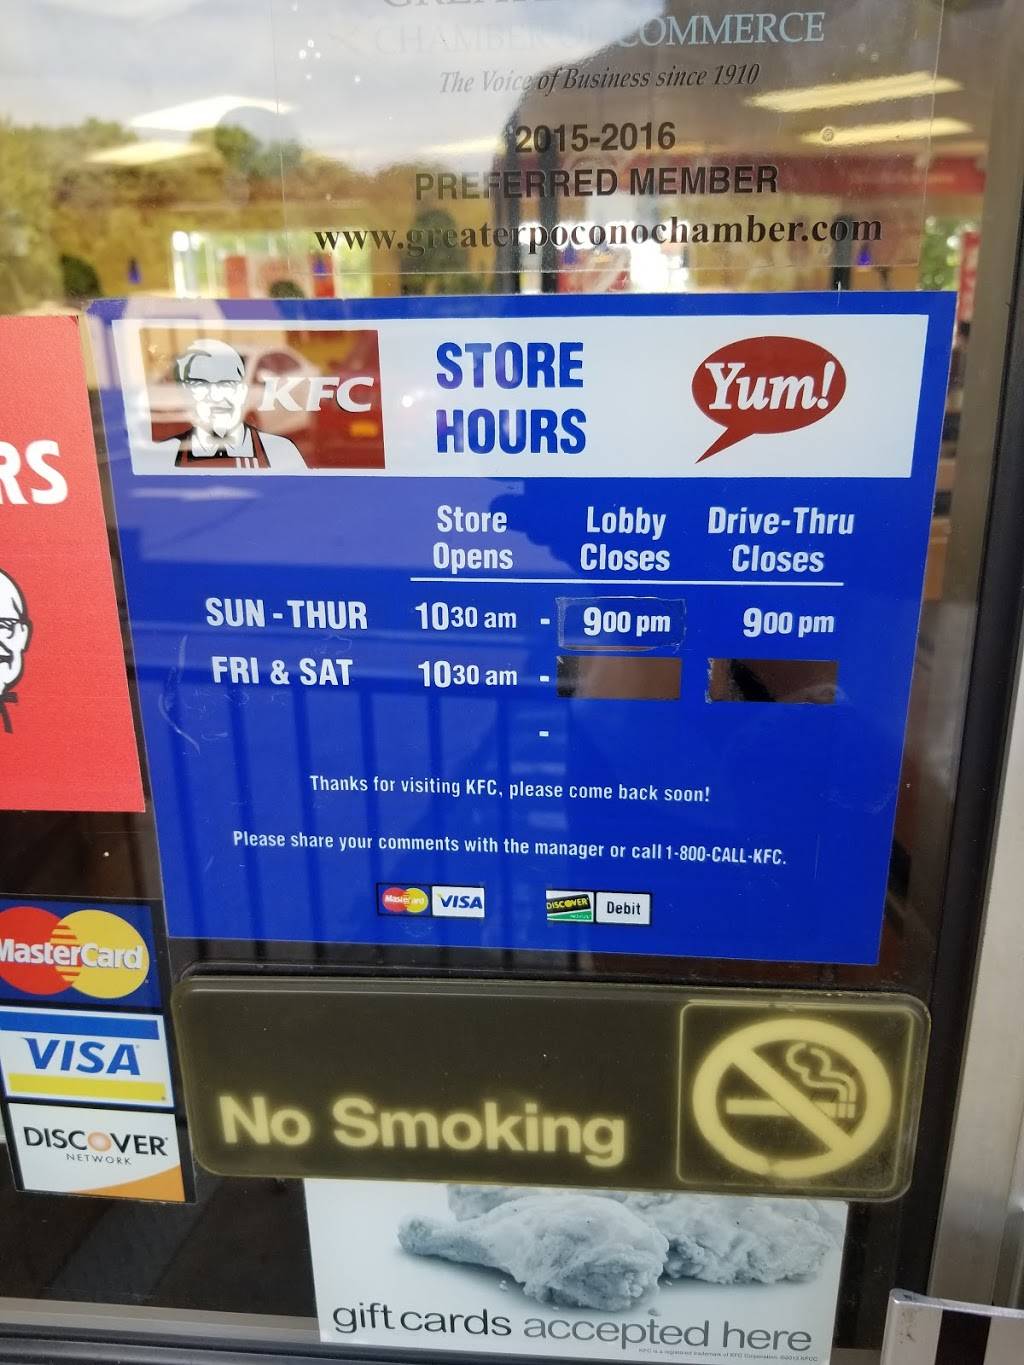 COMMERCE
The Voice of Business since 1910
2015-2016
PREFERRED MEMBER
www.greaterpoconochamber.com
KFC
STORE
HOURS
Yum!
RS
Store Opens
Lobby Closes
Drive-Thru Closes
SUN - THUR 1030 am - 900 pm 900 pm
FRI & SAT 1030 am -
-
Thanks for visiting KFC, please come back soon!
Please share your comments with the manager or call 1-800-CALL-KFC.
MasterCard VISA DISCOVER Debit
MasterCard
VISA
DISCOVER
NETWORK
No Smoking
gift cards accepted here